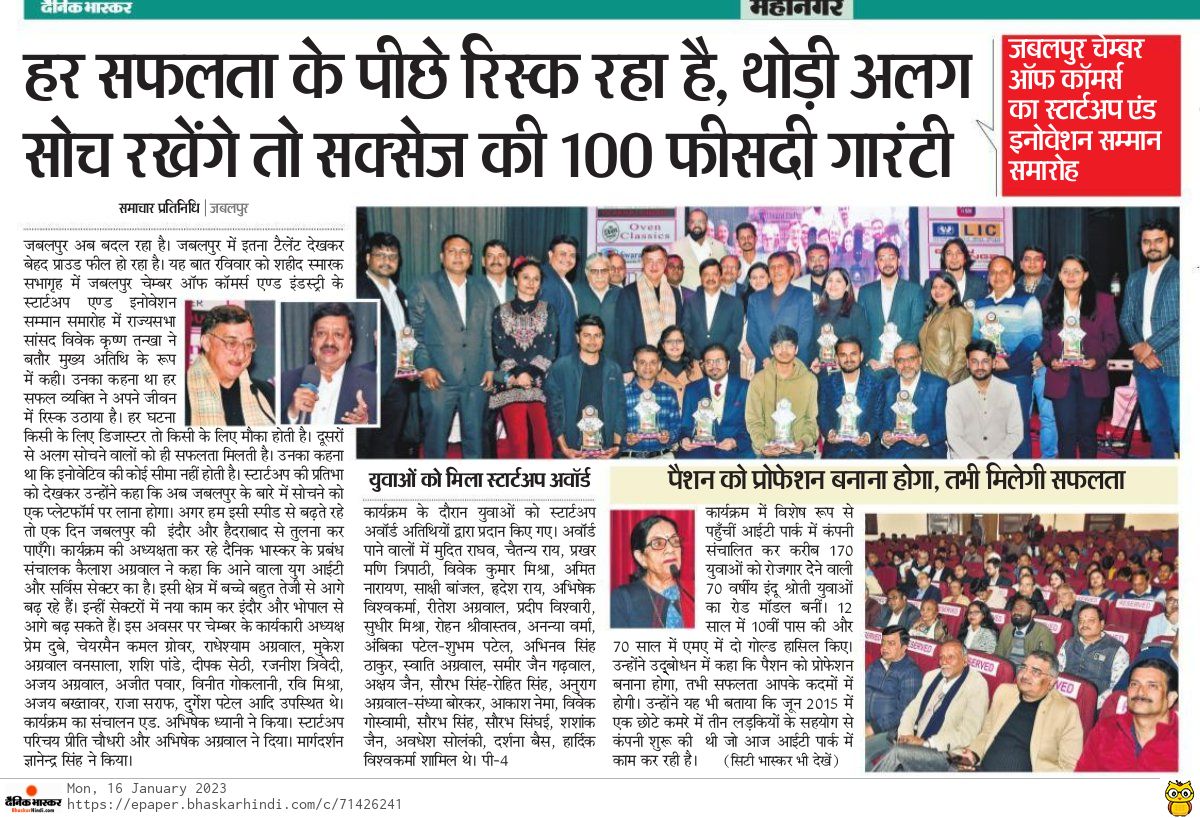 दैनिक भास्कर
महानगर
हर सफलता के पीछे रिस्क रहा है, थोड़ी अलग
सोच रखेंगे तो सक्सेज की 100 फीसदी गारंटी
जबलपुर चेम्बर
ऑफ कॉमर्स
का स्टार्टअप एंड
इनोवेशन सम्मान
समारोह
समाचार प्रतिनिधि | जबलपुर
जबलपुर अब बदल रहा है। जबलपुर में इतना टैलेंट देखकर
बेहद प्राउड फील हो रहा है। यह बात रविवार को शहीद स्मारक
सभागृह में जबलपुर चेम्बर ऑफ कॉमर्स एण्ड इंडस्ट्री के
स्टार्टअप एण्ड इनोवेशन
सम्मान समारोह में राज्यसभा
सांसद विवेक कृष्ण तन्खा ने
बतौर मुख्य अतिथि के रूप
में कही। उनका कहना था हर
सफल व्यक्ति ने अपने जीवन
में रिस्क उठाया है। हर घटना
किसी के लिए डिजास्टर तो किसी के लिए मौका होती है। दूसरों
से अलग सोचने वालों को ही सफलता मिलती है। उनका कहना
था कि इनोवेटिव की कोई सीमा नहीं होती है। स्टार्टअप की प्रतिभा
को देखकर उन्होंने कहा कि अब जबलपुर के बारे में सोचने को
एक प्लेटफॉर्म पर लाना होगा। अगर हम इसी स्पीड से बढ़ते रहे
तो एक दिन जबलपुर की इंदौर और हैदराबाद से तुलना कर
पाएँगे। कार्यक्रम की अध्यक्षता कर रहे दैनिक भास्कर के प्रबंध
संचालक कैलाश अग्रवाल ने कहा कि आने वाला युग आईटी
और सर्विस सेक्टर का है। इसी क्षेत्र में बच्चे बहुत तेजी से आगे
बढ़ रहे हैं। इन्हीं सेक्टरों में नया काम कर इंदौर और भोपाल से
आगे बढ़ सकते हैं। इस अवसर पर चेम्बर के कार्यकारी अध्यक्ष
प्रेम दुबे, चेयरमैन कमल ग्रोवर, राधेश्याम अग्रवाल, मुकेश
अग्रवाल वनसाला, शशि पांडे, दीपक सेठी, रजनीश त्रिवेदी,
अजय अग्रवाल, अजीत पवार, विनीत गोकलानी, रवि मिश्रा,
अजय बख्तावर, राजा सराफ, दुर्गेश पटेल आदि उपस्थित थे।
कार्यक्रम का संचालन एड. अभिषेक ध्यानी ने किया। स्टार्टअप
परिचय प्रीति चौधरी और अभिषेक अग्रवाल ने दिया। मार्गदर्शन
ज्ञानेन्द्र सिंह ने किया।
Oven
Classics
LIC
युवाओं को मिला स्टार्टअप अवॉर्ड
कार्यक्रम के दौरान युवाओं को स्टार्टअप
अवॉर्ड अतिथियों द्वारा प्रदान किए गए। अवॉर्ड
पाने वालों में मुदित राघव, चैतन्य राय, प्रखर
मणि त्रिपाठी, विवेक कुमार मिश्रा, अमित
नारायण, साक्षी बांजल, हृदेश राय, अभिषेक
विश्वकर्मा, रीतेश अग्रवाल, प्रदीप विश्वारी,
सुधीर मिश्रा, रोहन श्रीवास्तव, अनन्या वर्मा,
अंबिका पटेल-शुभम पटेल, अभिनव सिंह
ठाकुर, स्वाति अग्रवाल, समीर जैन गढ़वाल,
अक्षय जैन, सौरभ सिंह-रोहित सिंह, अनुराग
अग्रवाल-संध्या बोरकर, आकाश नेमा, विवेक
गोस्वामी, सौरभ सिंह, सौरभ सिंघई, शशांक
जैन, अवधेश सोलंकी, दर्शना बैस, हार्दिक
विश्वकर्मा शामिल थे। पी-4
पैशन को प्रोफेशन बनाना होगा, तभी मिलेगी सफलता
कार्यक्रम में विशेष रूप से
पहुँचीं आईटी पार्क में कंपनी
संचालित कर करीब 170
युवाओं को रोजगार देने वाली
70 वर्षीय इंदू श्रोती युवाओं
का रोड मॉडल बनीं। 12
साल में 10वीं पास की और
70 साल में एमए में दो गोल्ड हासिल किए।
उन्होंने उद्बोधन में कहा कि पैशन को प्रोफेशन
बनाना होगा, तभी सफलता आपके कदमों में
होगी। उन्होंने यह भी बताया कि जून 2015 में
एक छोटे कमरे में तीन लड़कियों के सहयोग से
कंपनी शुरू की थी जो आज आईटी पार्क में
काम कर रही है। (सिटी भास्कर भी देखें)
RESERVED
RESERVED
RESERVED
RESERVED
दैनिक भास्कर
BhaskarHindi.com
Mon, 16 January 2023
https://epaper.bhaskarhindi.com/c/71426241